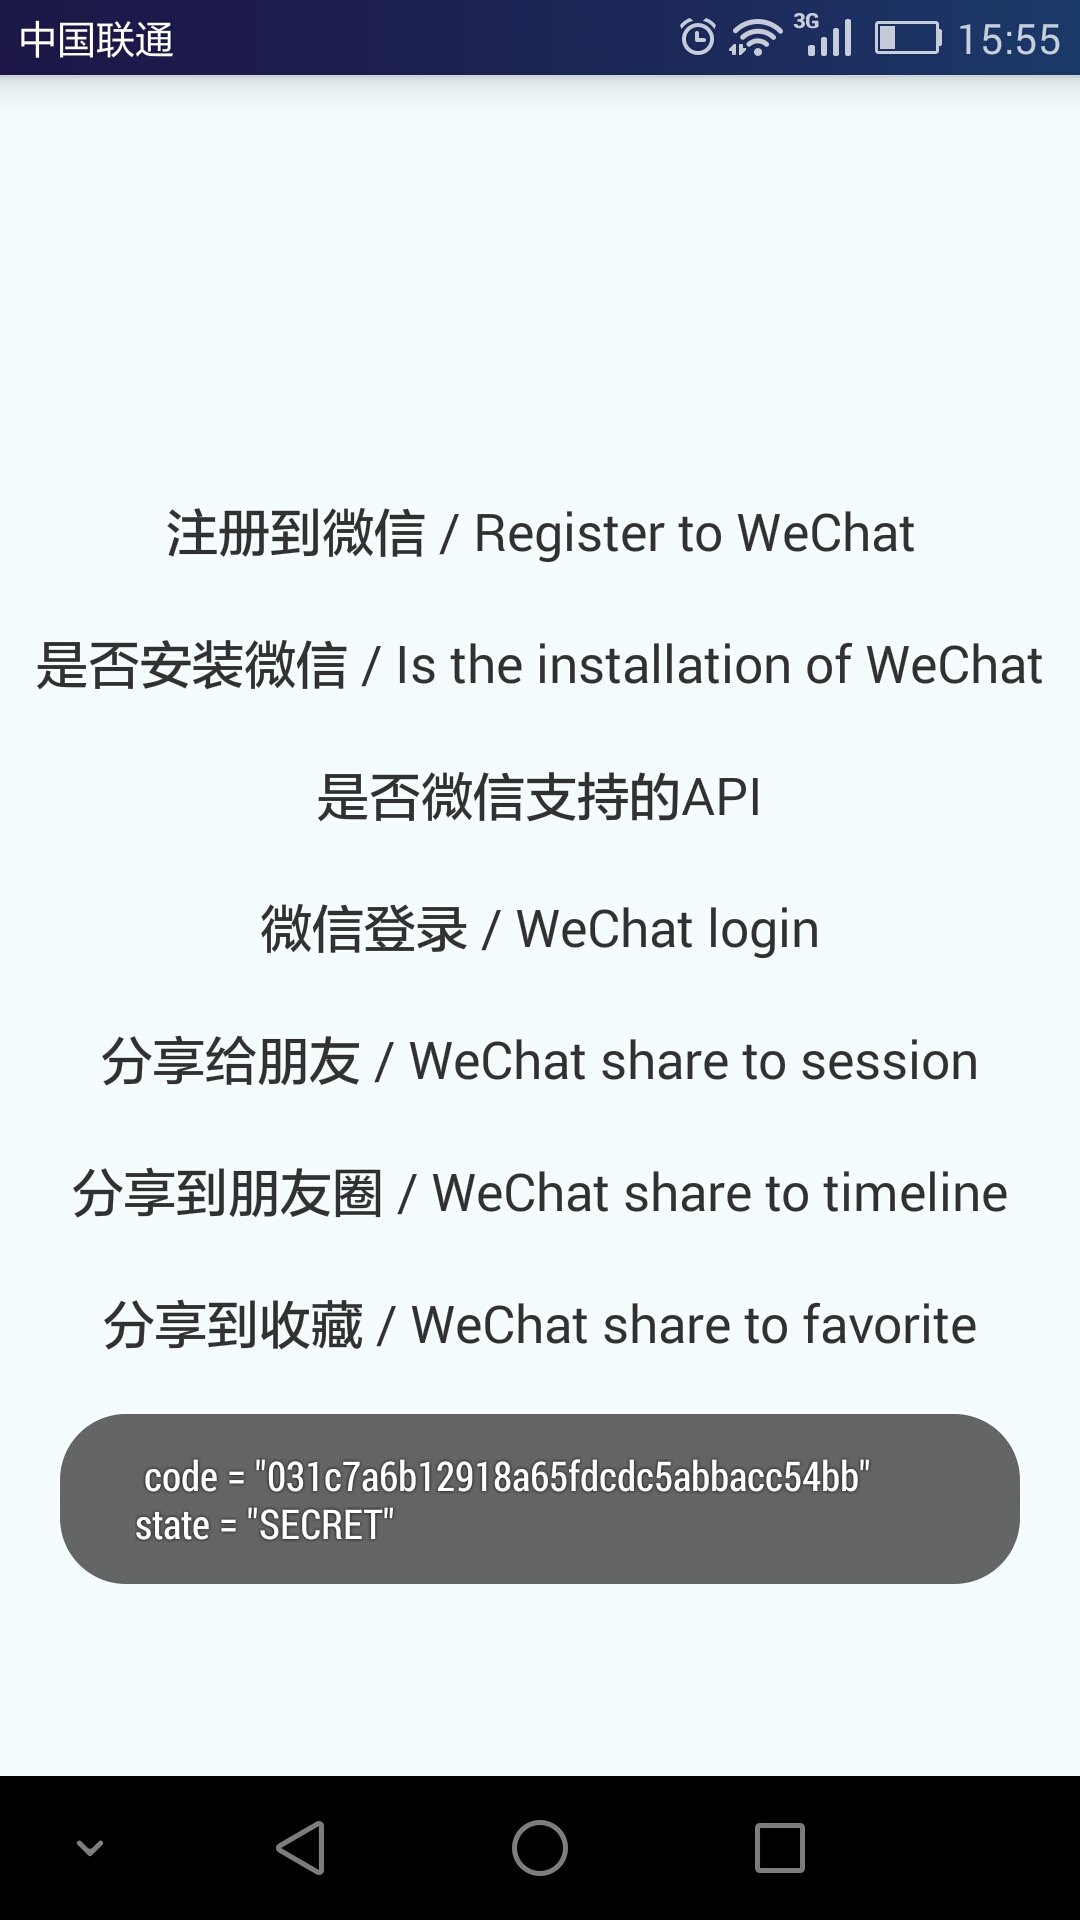 中国联通 3G 15:55
注册到微信 / Register to WeChat
是否安装微信 / Is the installation of WeChat
是否微信支持的API
微信登录 / WeChat login
分享给朋友 / WeChat share to session
分享到朋友圈 / WeChat share to timeline
分享到收藏 / WeChat share to favorite
code = "031c7a6b12918a65fdcdc5abbacc54bb"
state = "SECRET"